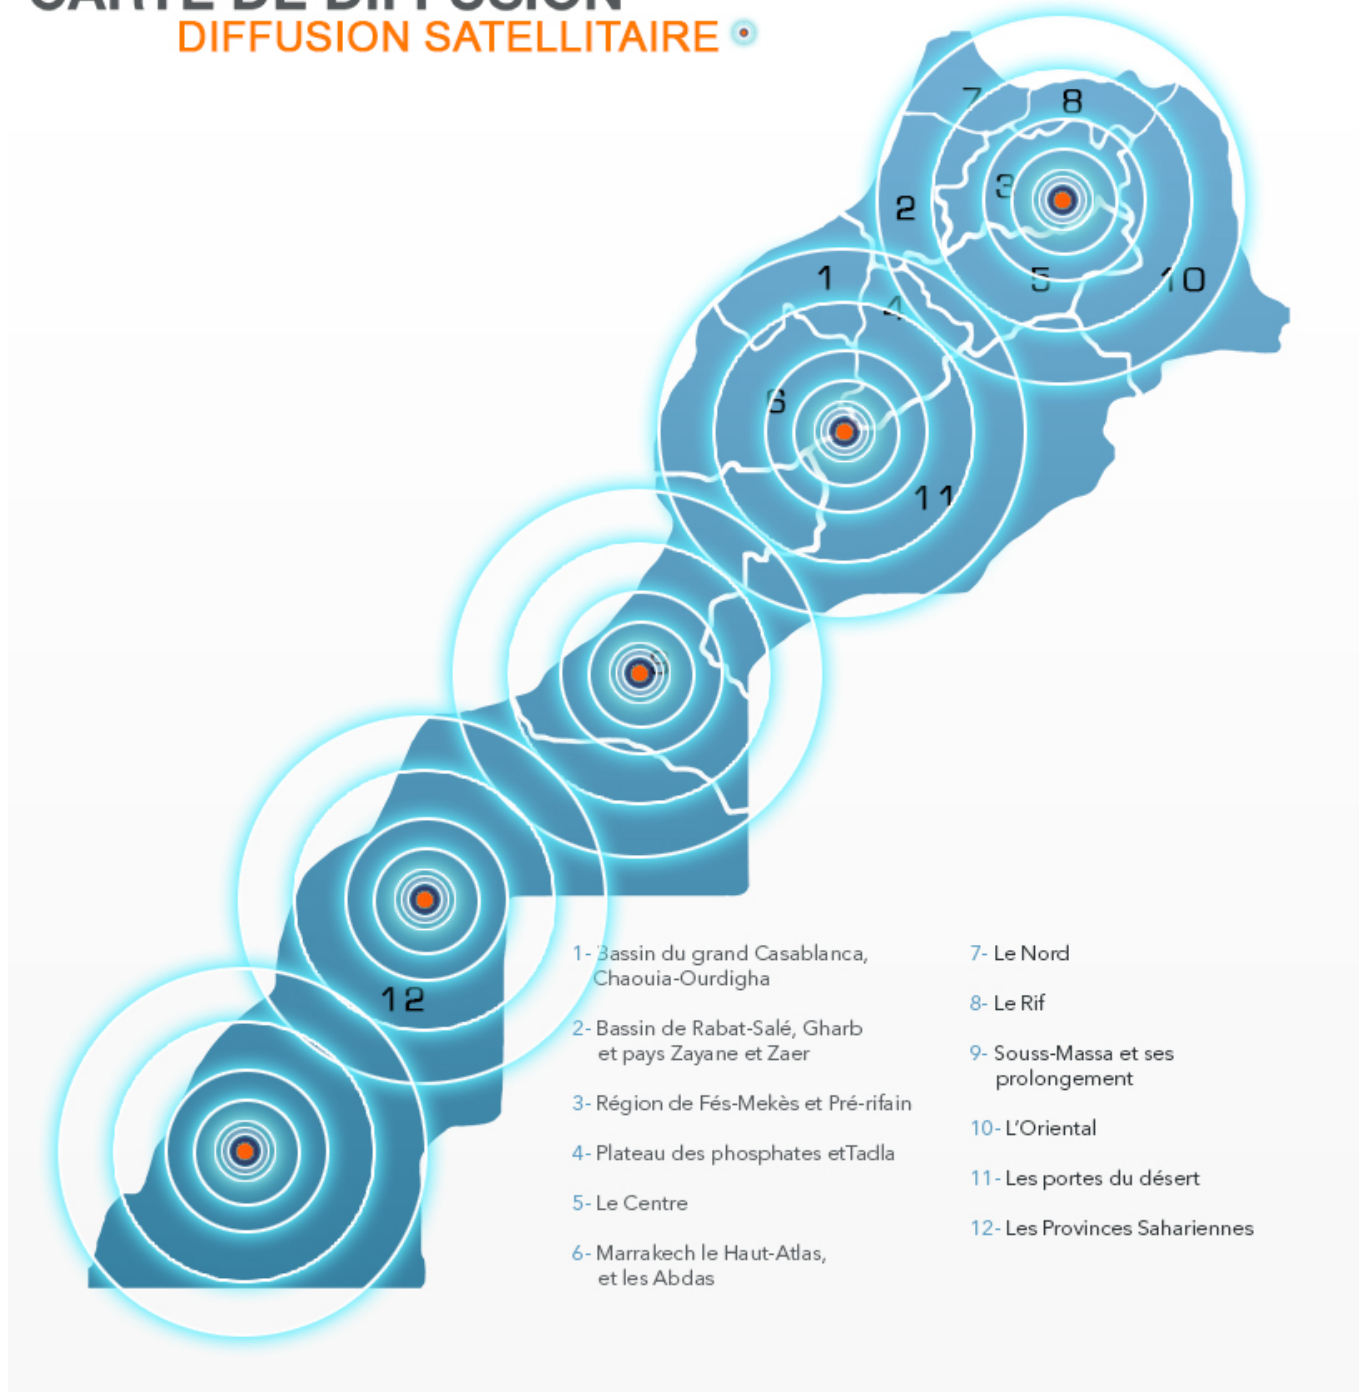 CARTE DE DIFFUSION
DIFFUSION SATELLITAIRE
7
8
3
2
5
10
1
4
6
11
9
12
1- Bassin du grand Casablanca,
Chaouia-Ourdigha
2- Bassin de Rabat-Salé, Gharb
et pays Zayane et Zaer
3- Région de Fés-Mekès et Pré-rifain
4- Plateau des phosphates etTadla
5- Le Centre
6- Marrakech le Haut-Atlas,
et les Abdas
7- Le Nord
8- Le Rif
9- Souss-Massa et ses
prolongement
10- L'Oriental
11- Les portes du désert
12- Les Provinces Sahariennes